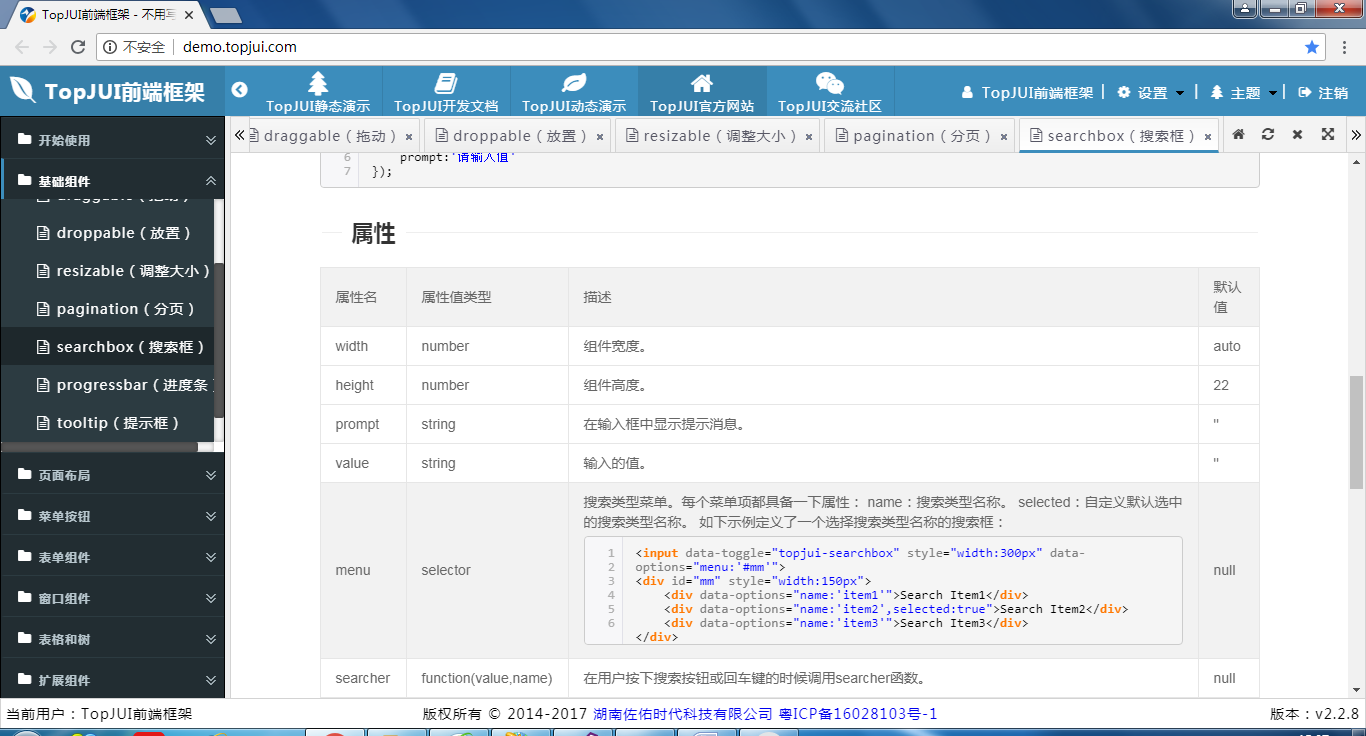 TopJUI前端框架 - 不用写
不安全 demo.topjui.com
TopJUI前端框架
TopJUI静态演示 TopJUI开发文档 TopJUI动态演示 TopJUI官方网站 TopJUI交流社区
TopJUI前端框架 设置 主题 注销
开始使用
基础组件
draggable（拖动）
droppable（放置）
resizable（调整大小）
pagination（分页）
searchbox（搜索框）
progressbar（进度条）
tooltip（提示框）
页面布局
菜单按钮
表单组件
窗口组件
表格和树
扩展组件
draggable（拖动） droppable（放置） resizable（调整大小） pagination（分页） searchbox（搜索框）
6 prompt:'请输入值'
7 });
属性
属性名 属性值类型 描述 默认值
width number 组件宽度。 auto
height number 组件高度。 22
prompt string 在输入框中显示提示消息。 ''
value string 输入的值。 ''
menu selector null
搜索类型菜单。每个菜单项都具备一下属性： name：搜索类型名称。 selected：自定义默认选中
的搜索类型名称。 如下示例定义了一个选择搜索类型名称的搜索框：
1 <input data-toggle="topjui-searchbox" style="width:300px" data-
2 options="menu:'#mm'">
3 <div id="mm" style="width:150px">
4 <div data-options="name:'item1'">Search Item1</div>
5 <div data-options="name:'item2',selected:true">Search Item2</div>
6 <div data-options="name:'item3'">Search Item3</div>
</div>
searcher function(value,name) 在用户按下搜索按钮或回车键的时候调用searcher函数。 null
当前用户：TopJUI前端框架 版权所有 © 2014-2017 湖南佐佑时代科技有限公司 粤ICP备16028103号-1 版本：v2.2.8